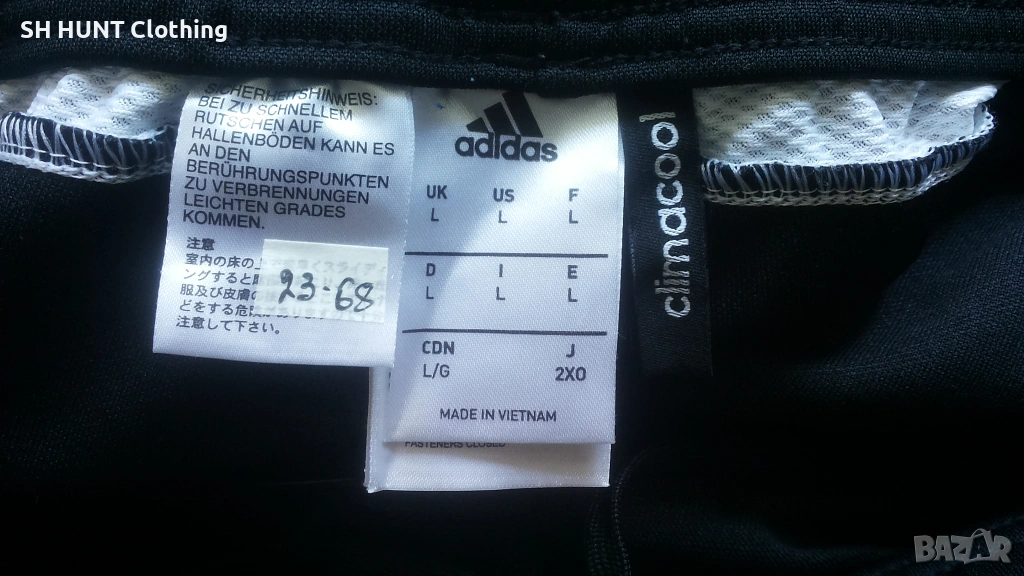 SH HUNT Clothing
SICHERHEITSHINWEIS:
BEI ZU SCHNELLEM
RUTSCHEN AUF
HALLENBÖDEN KANN ES
AN DEN
BERÜHRUNGSPUNKTEN
ZU VERBRENNUNGEN
LEICHTEN GRADES
KOMMEN.
注意
室内の床の上
ングすると
服及び皮膚の
どをする危
注意して下さい。
23-68
adidas
UK US F
L L L
D I E
L L L
CDN J
L/G 2XO
MADE IN VIETNAM
FASTENERS CLOSED
climacool
BAZAR